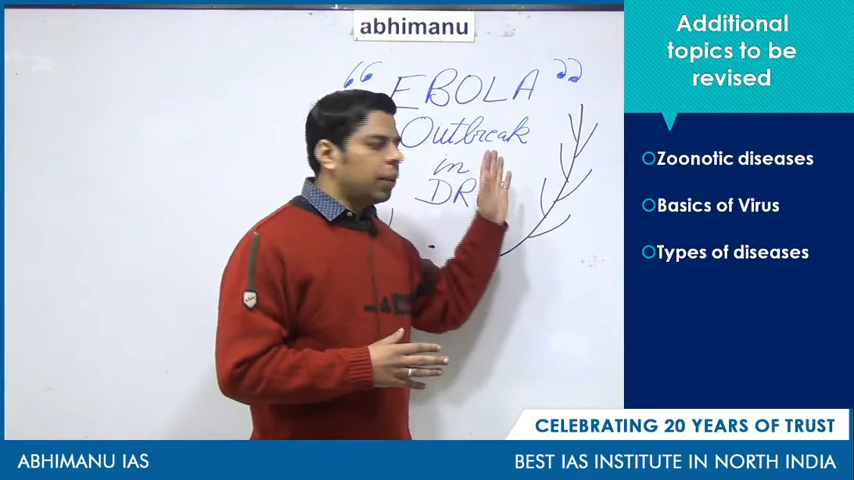 abhimanu
" EBOLA "
Outbreak
in
DR
Additional
topics to be
revised
Zoonotic diseases
Basics of Virus
Types of diseases
CELEBRATING 20 YEARS OF TRUST
ABHIMANU IAS
BEST IAS INSTITUTE IN NORTH INDIA